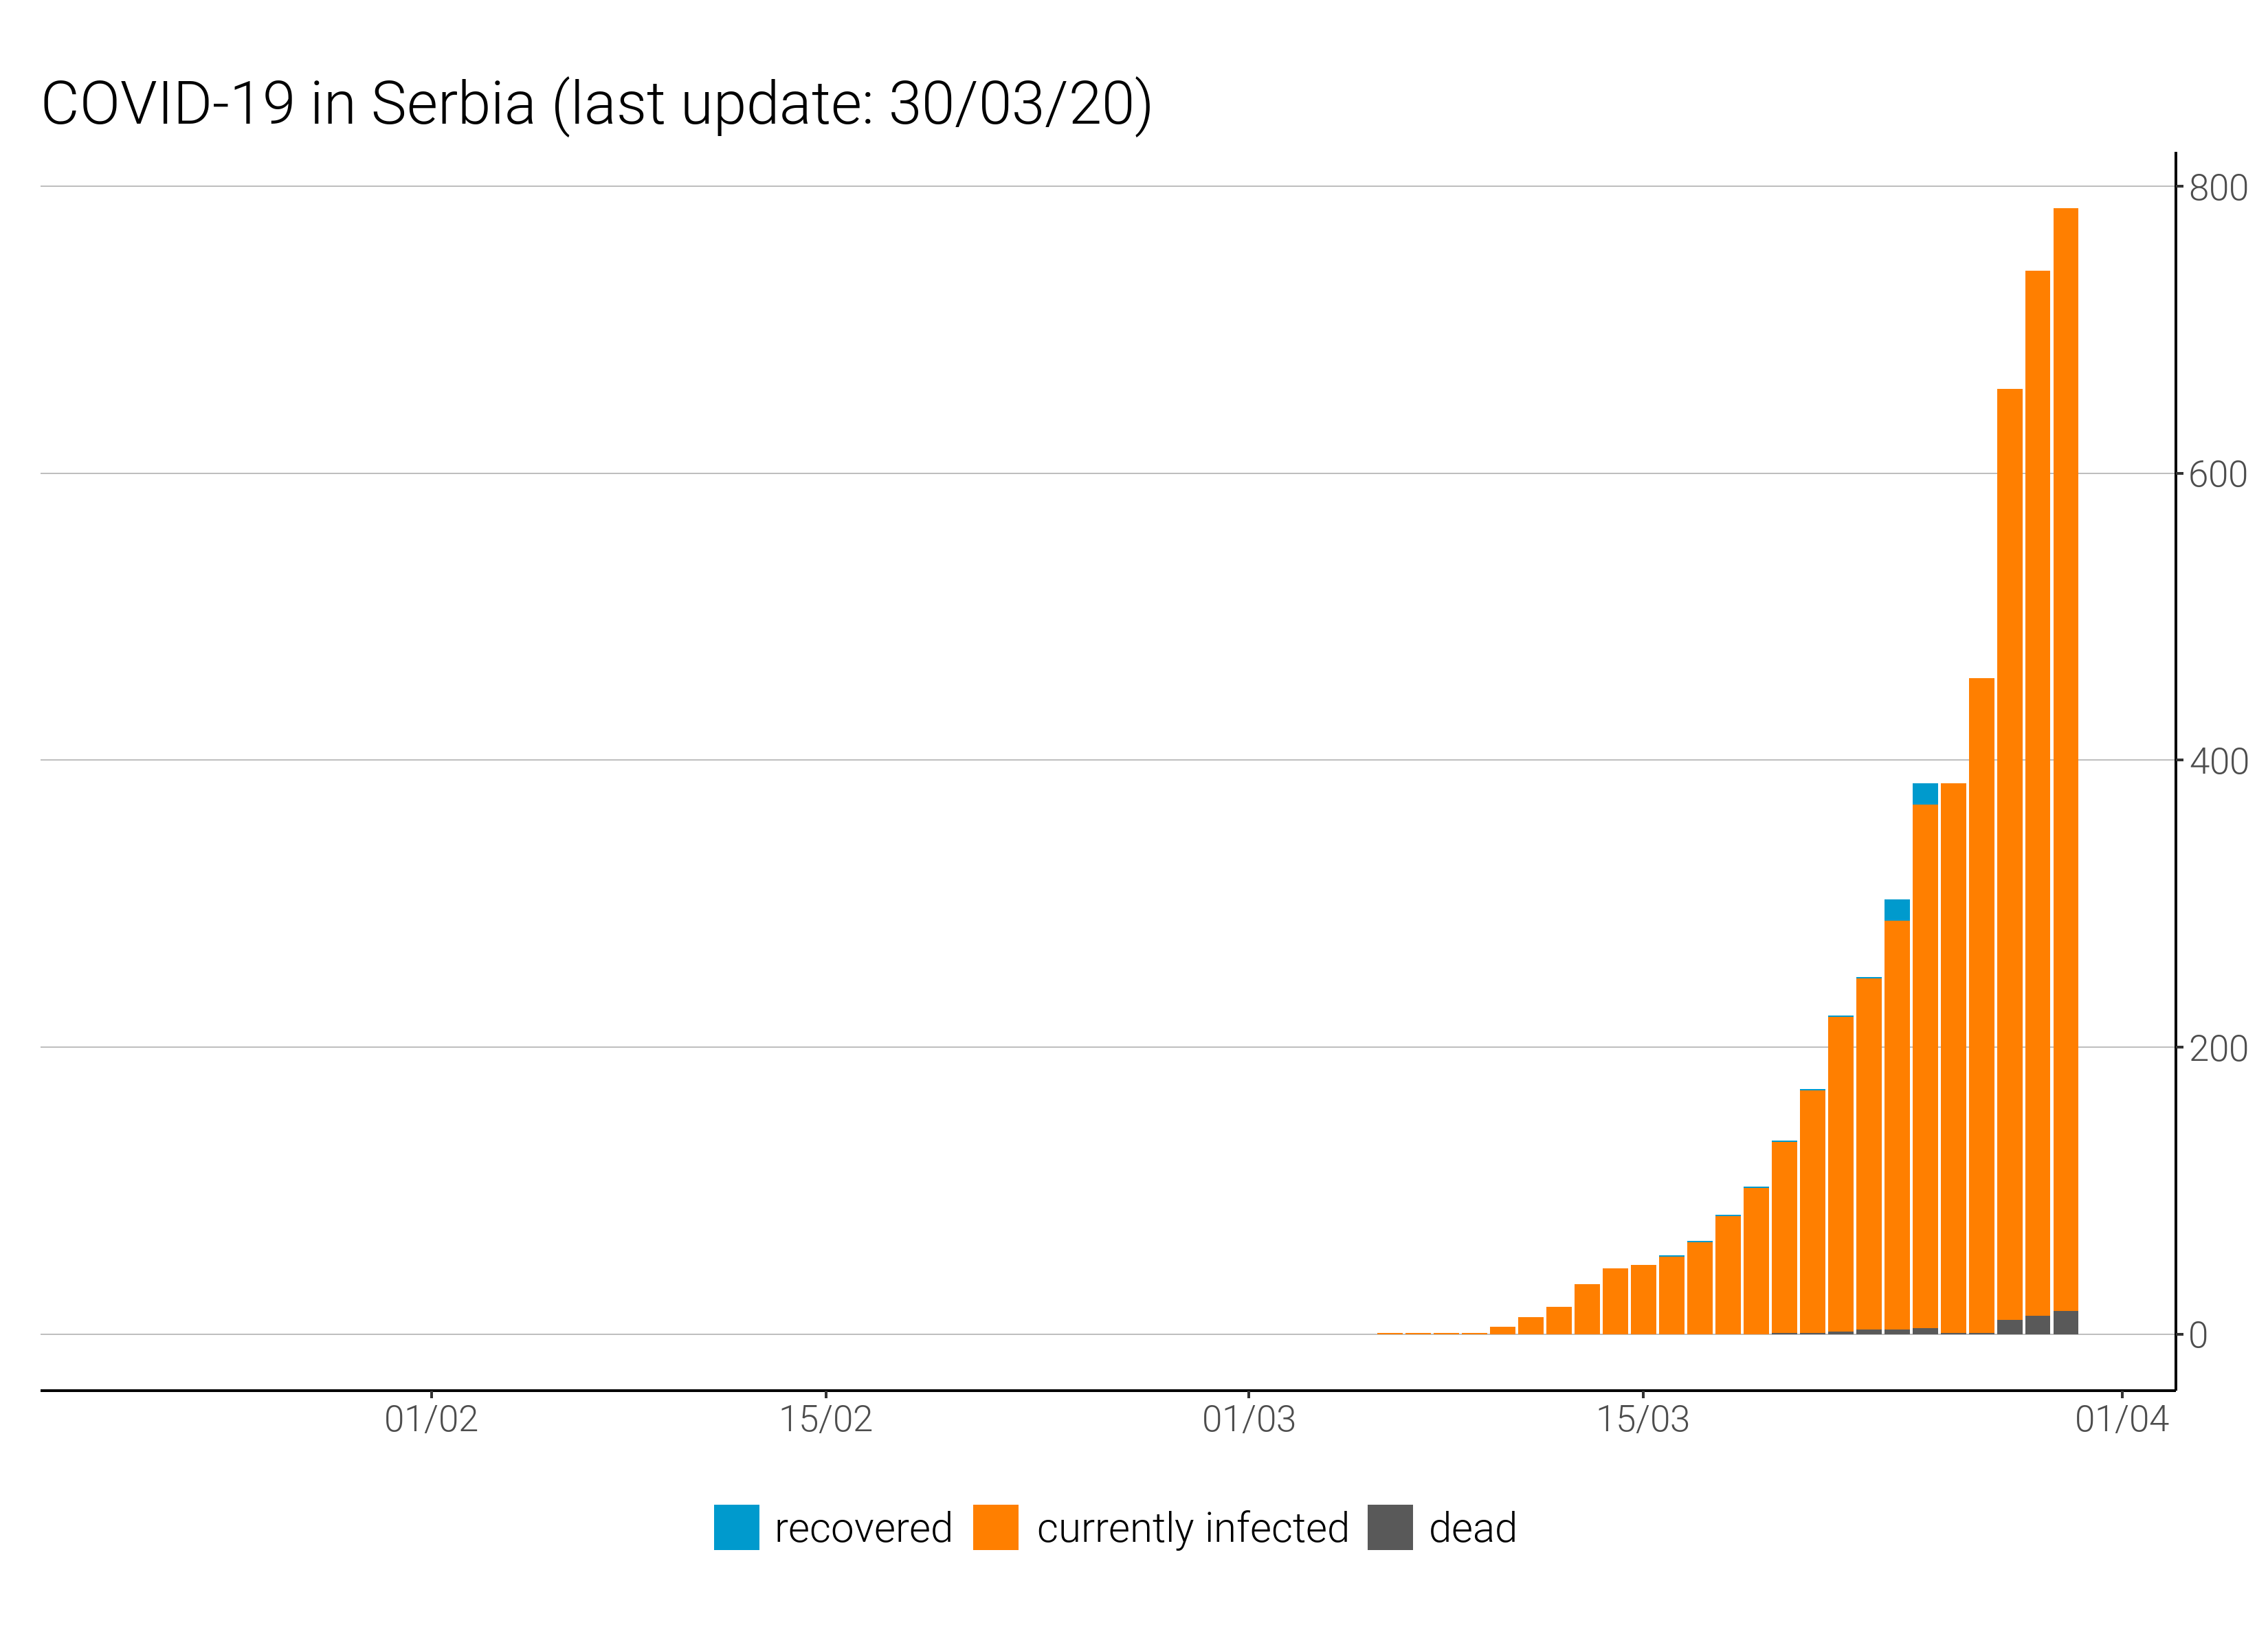 COVID-19 in Serbia (last update: 30/03/20)
800
600
400
200
0
01/02 15/02 01/03 15/03 01/04
recovered currently infected dead